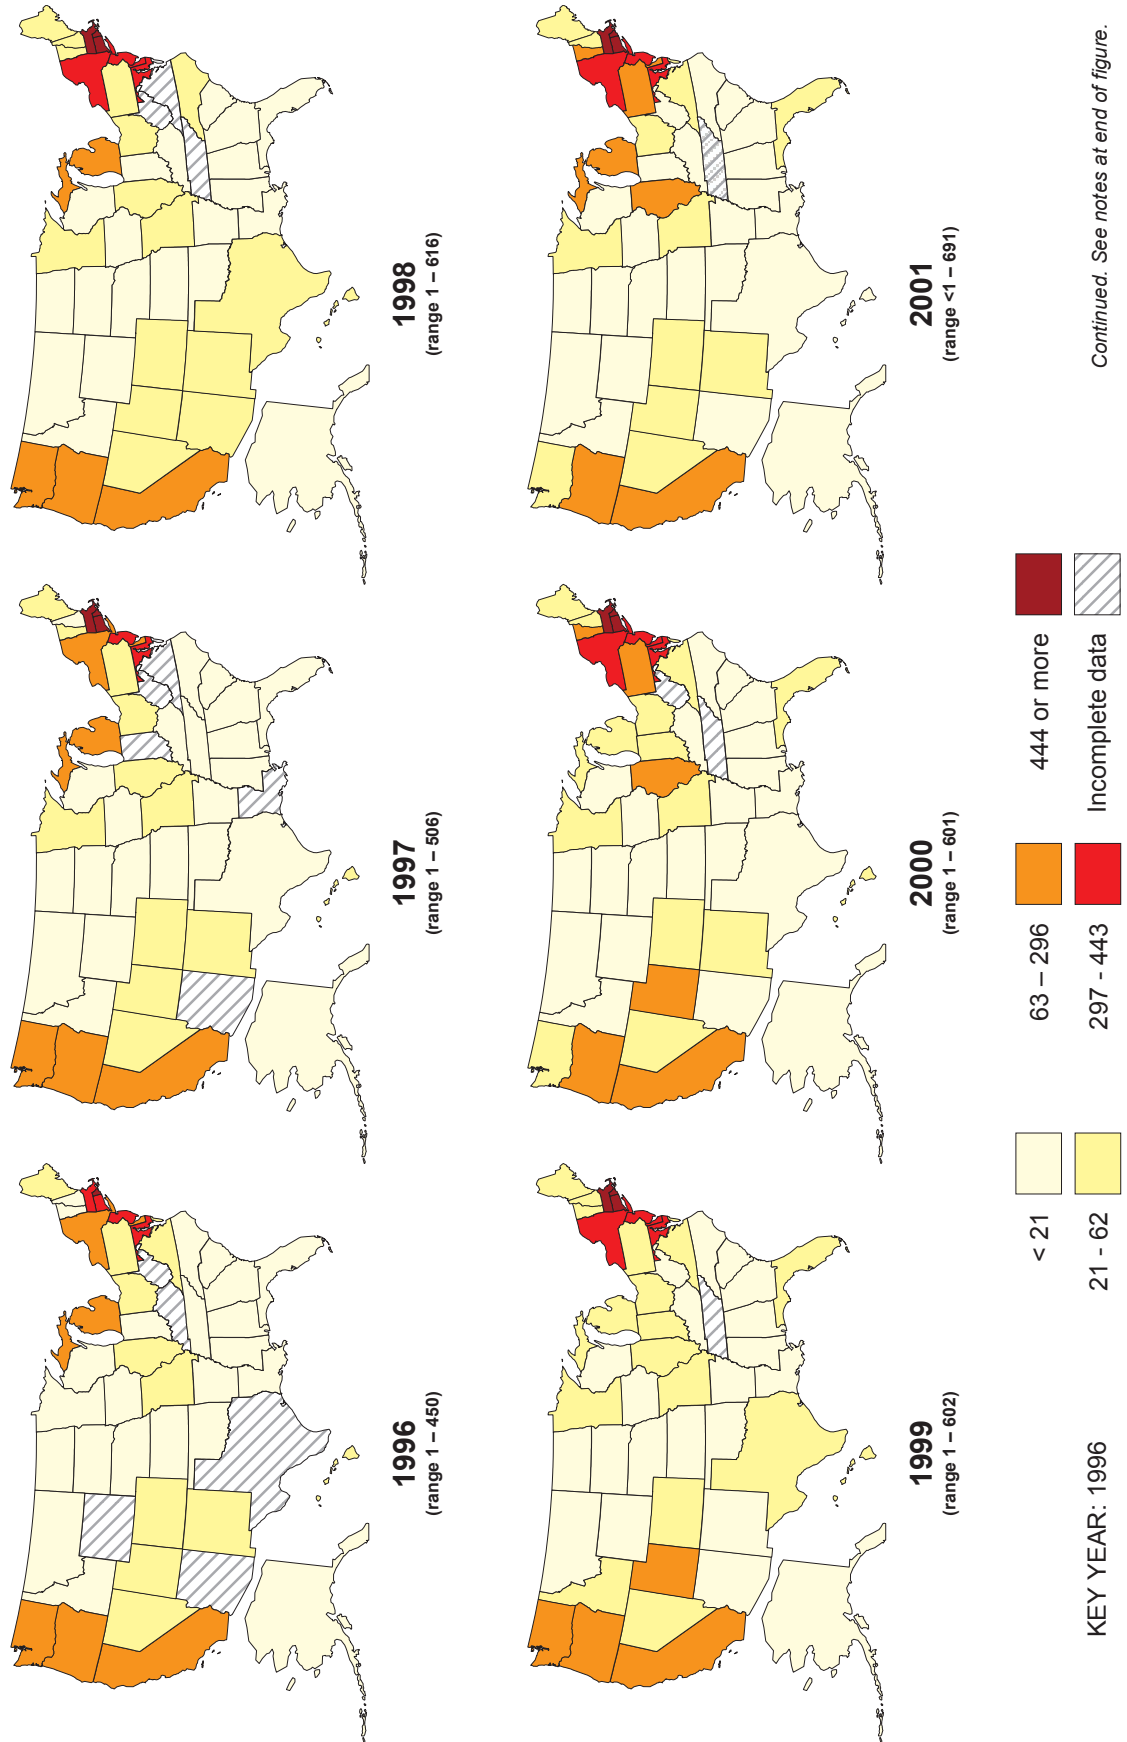 1996
(range 1 – 450)
1997
(range 1 – 506)
1998
(range 1 – 616)
1999
(range 1 – 602)
2000
(range 1 – 601)
2001
(range <1 – 691)
KEY YEAR: 1996
< 21
63 – 296
444 or more
21 - 62
297 - 443
Incomplete data
Continued. See notes at end of figure.